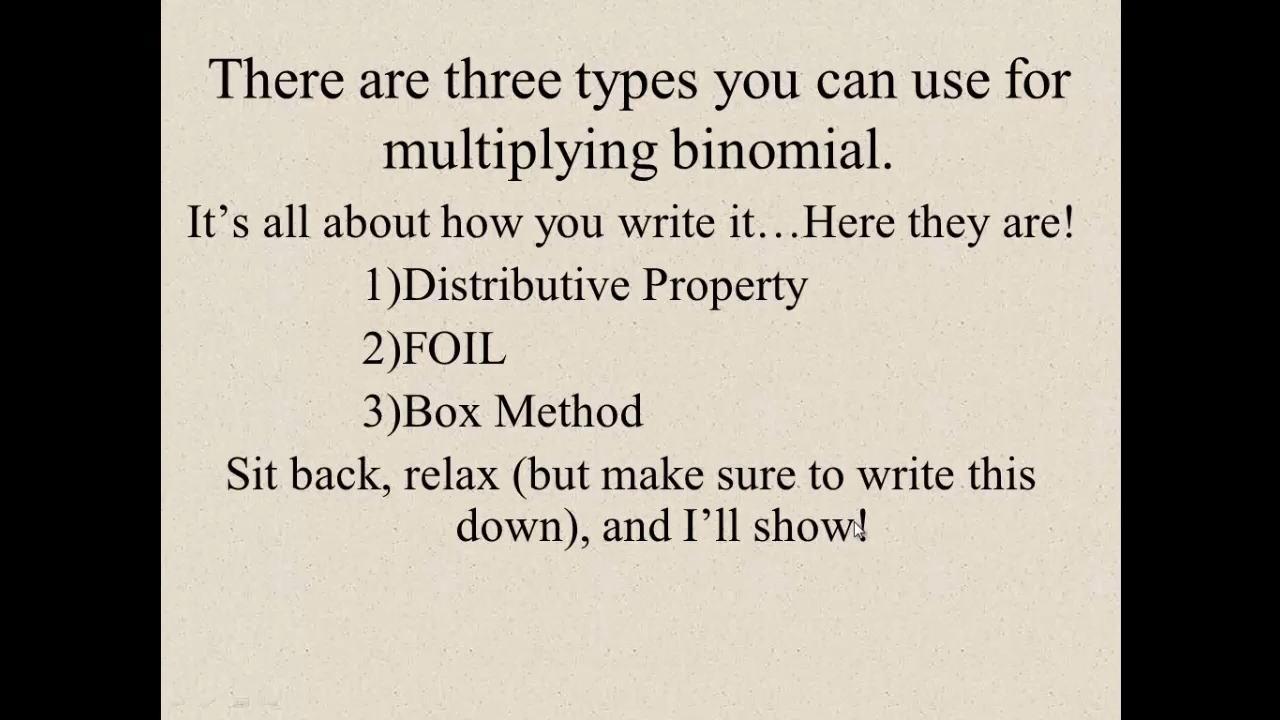 There are three types you can use for
multiplying binomial.
It’s all about how you write it…Here they are!
1)Distributive Property
2)FOIL
3)Box Method
Sit back, relax (but make sure to write this
down), and I’ll show!